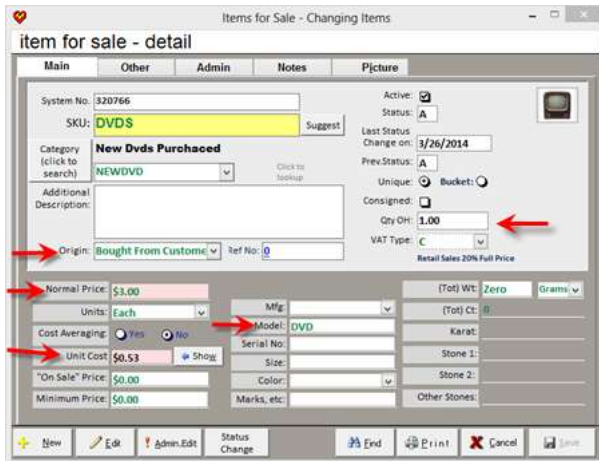 Items for Sale - Changing Items
item for sale - detail
Main Other Admin Notes Picture
System No. 320766
SKU: DVDS Suggest
Category (click to search)
New Dvds Purchased
NEWDVD
Click to lookup
Additional Description:
Origin: Bought From Custome Ref No: 0
Active:
Status: A
Last Status Change on: 3/26/2014
Prev.Status: A
Unique: Bucket:
Consigned:
Qty OH: 1.00
VAT Type: C
Retail Sales 20% Full Price
Normal Price: $3.00
Units: Each
Cost Averaging: Yes No
Unit Cost $0.53 Show
"On Sale" Price: $0.00
Minimum Price: $0.00
Mfg:
Model: DVD
Serial No:
Size:
Color:
Marks, etc:
(Tot) Wt: Zero Grams
(Tot) Ct: 0
Karat:
Stone 1:
Stone 2:
Other Stones:
New Edit Admin.Edit Status Change Find Print Cancel Save